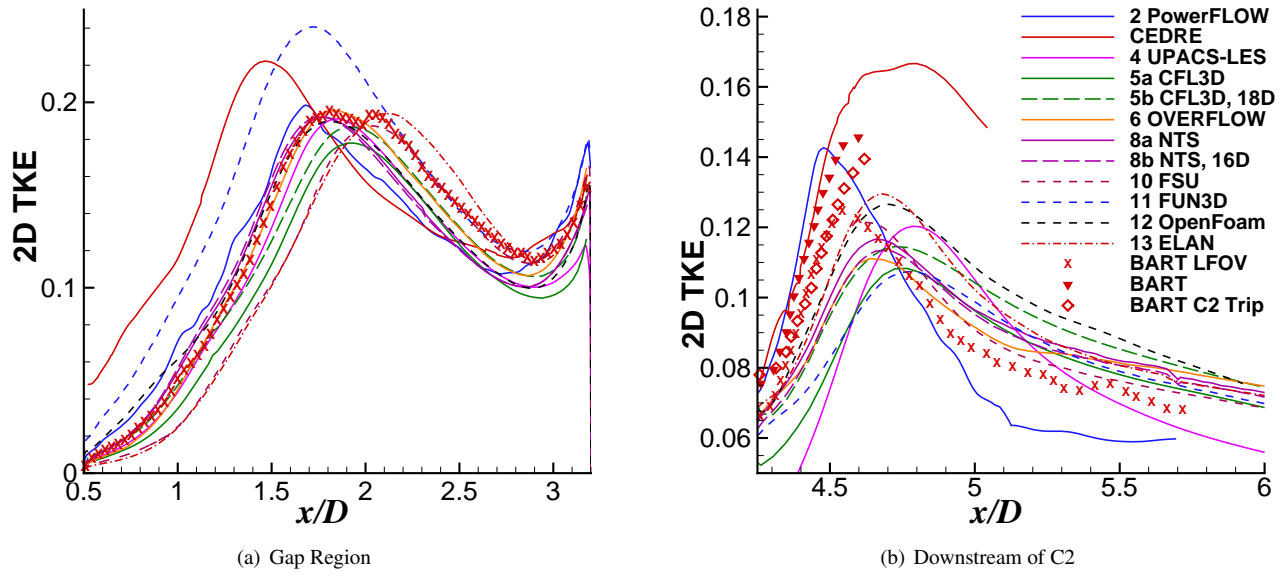 2D TKE
0.2
0.1
0
0.5
1
1.5
2
2.5
3
x/D
(a) Gap Region
2D TKE
0.18
0.16
0.14
0.12
0.1
0.08
0.06
4.5
5
5.5
6
x/D
2 PowerFLOW
CEDRE
4 UPACS-LES
5a CFL3D
5b CFL3D, 18D
6 OVERFLOW
8a NTS
8b NTS, 16D
10 FSU
11 FUN3D
12 OpenFoam
13 ELAN
BART LFOV
BART
BART C2 Trip
(b) Downstream of C2